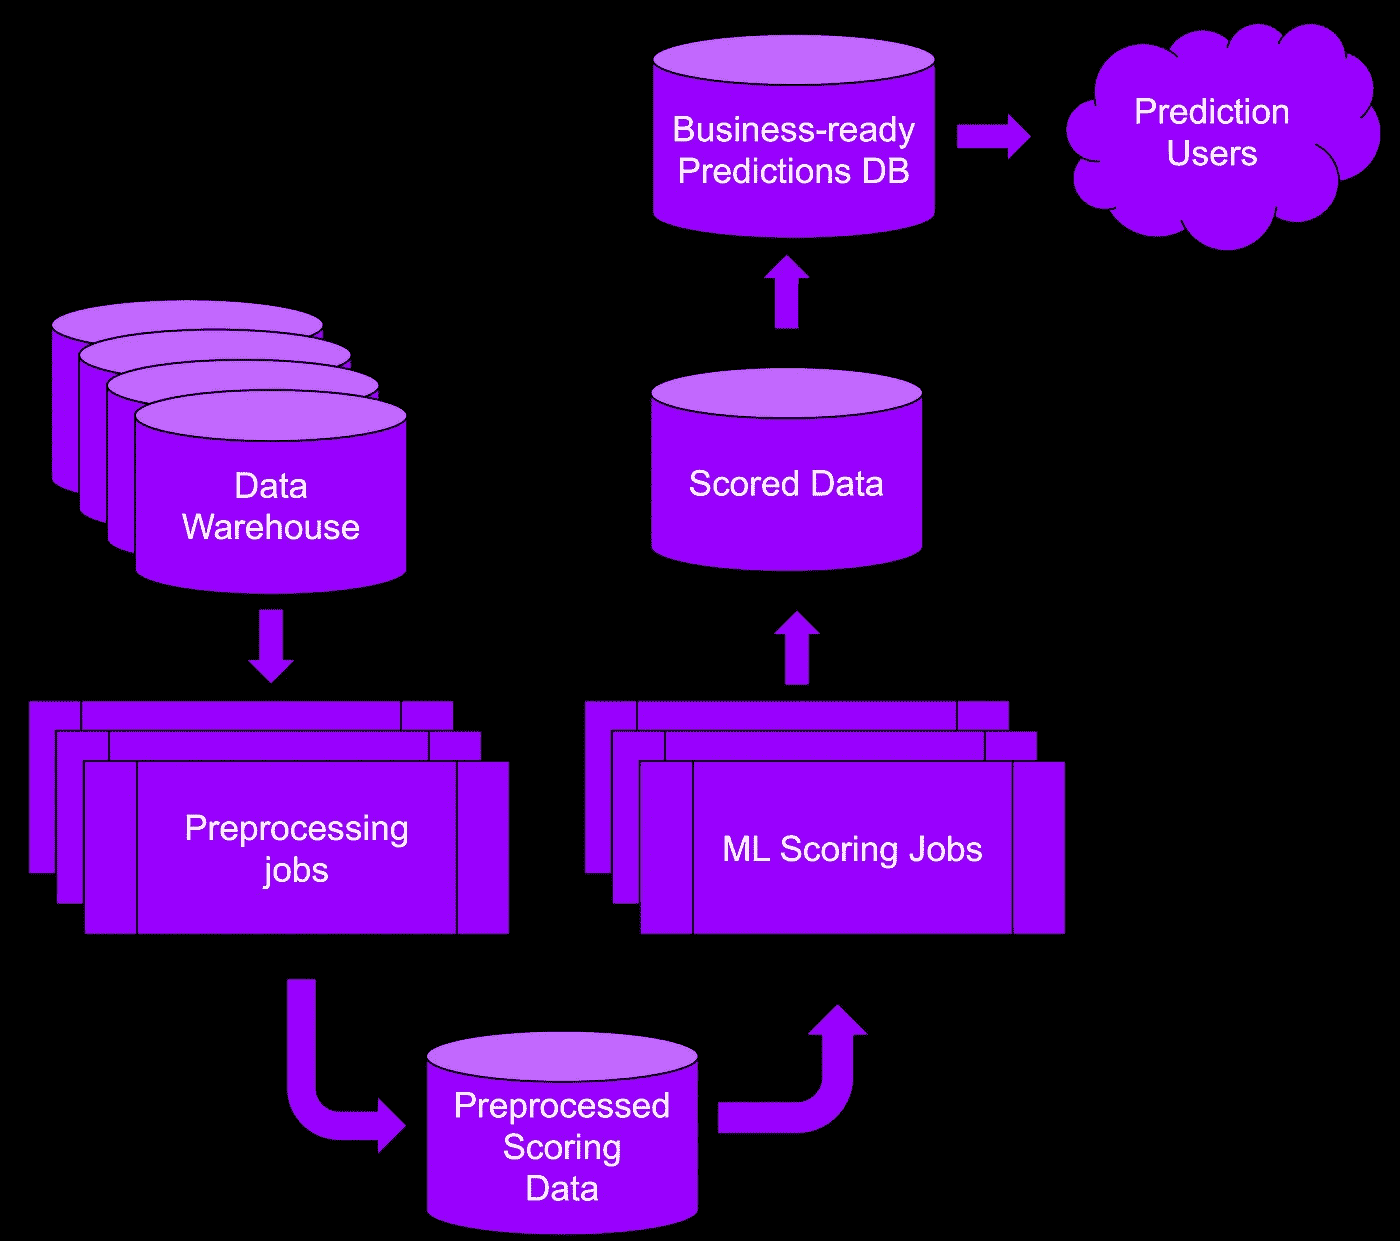 Business-ready
Predictions DB
Prediction
Users
Data
Warehouse
Scored Data
Preprocessing
jobs
ML Scoring Jobs
Preprocessed
Scoring
Data